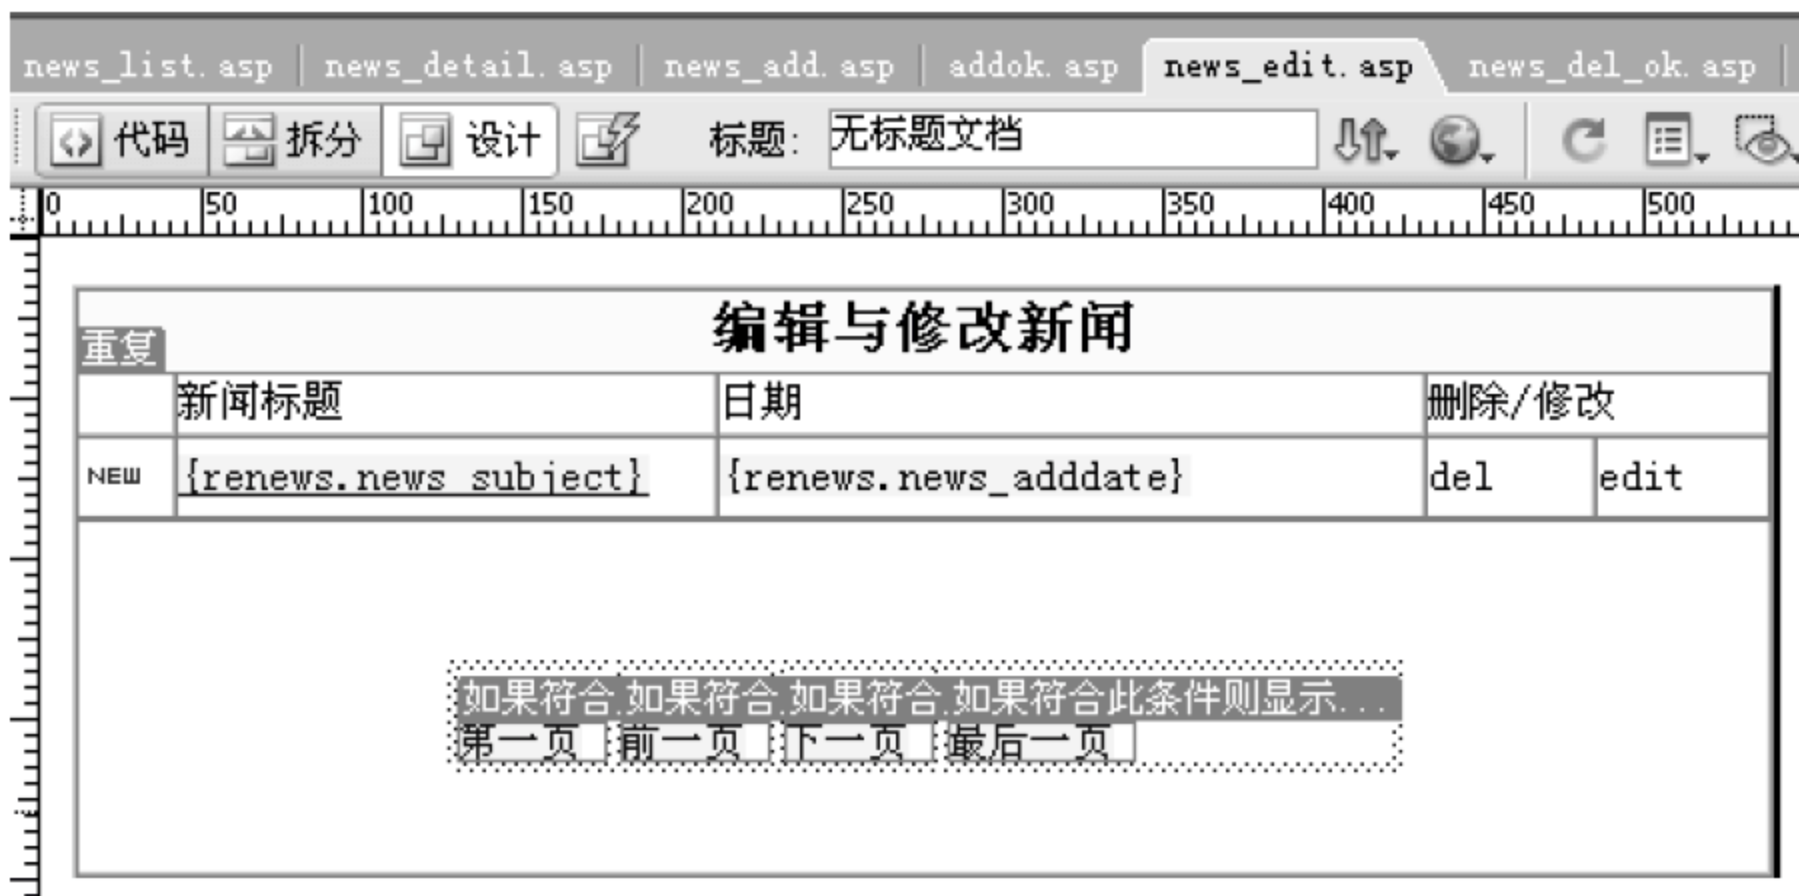 news_list.asp news_detail.asp news_add.asp addok.asp news_edit.asp news_del_ok.asp
代码 拆分 设计 标题: 无标题文档
0 50 100 150 200 250 300 350 400 450 500
编辑与修改新闻
重复
新闻标题 日期 删除/修改
NEW {renews.news_subject} {renews.news_adddate} del edit
如果符合.如果符合.如果符合.如果符合此条件则显示...
第一页 前一页 下一页 最后一页